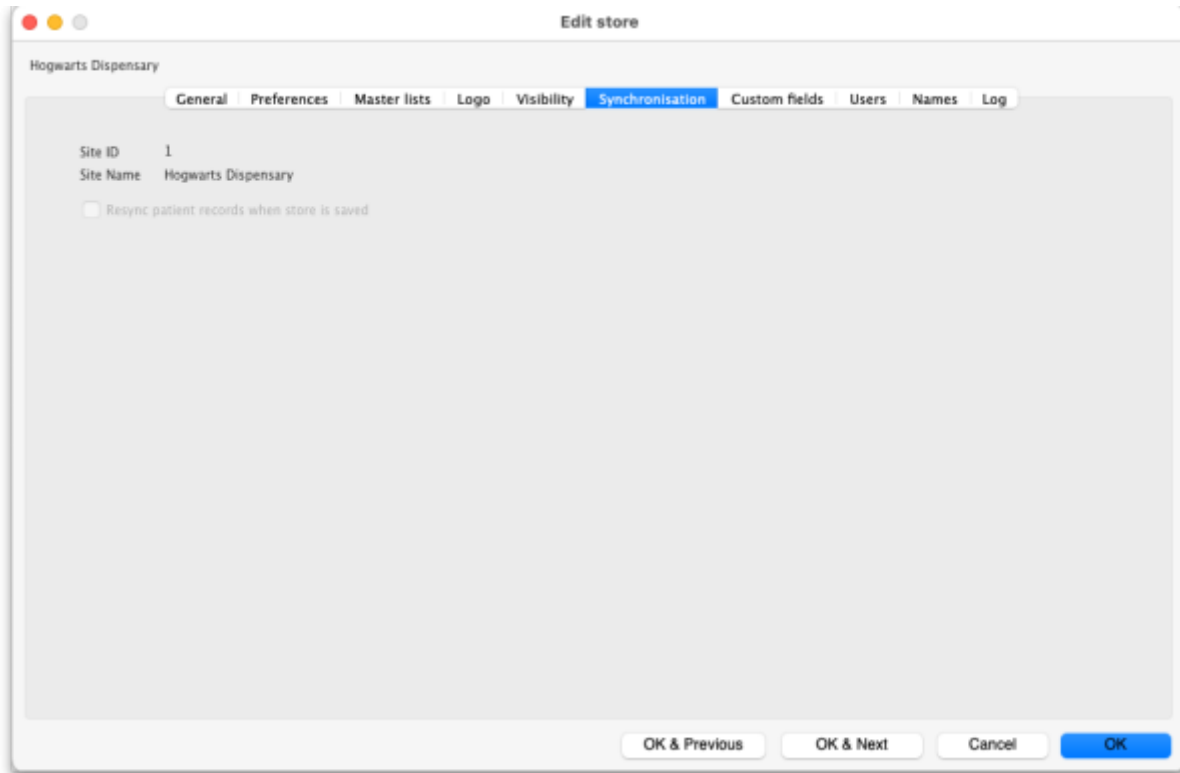 Edit store
Hogwarts Dispensary
General Preferences Master lists Logo Visibility Synchronisation Custom fields Users Names Log
Site ID 1
Site Name Hogwarts Dispensary
Resync patient records when store is saved
OK & Previous OK & Next Cancel OK